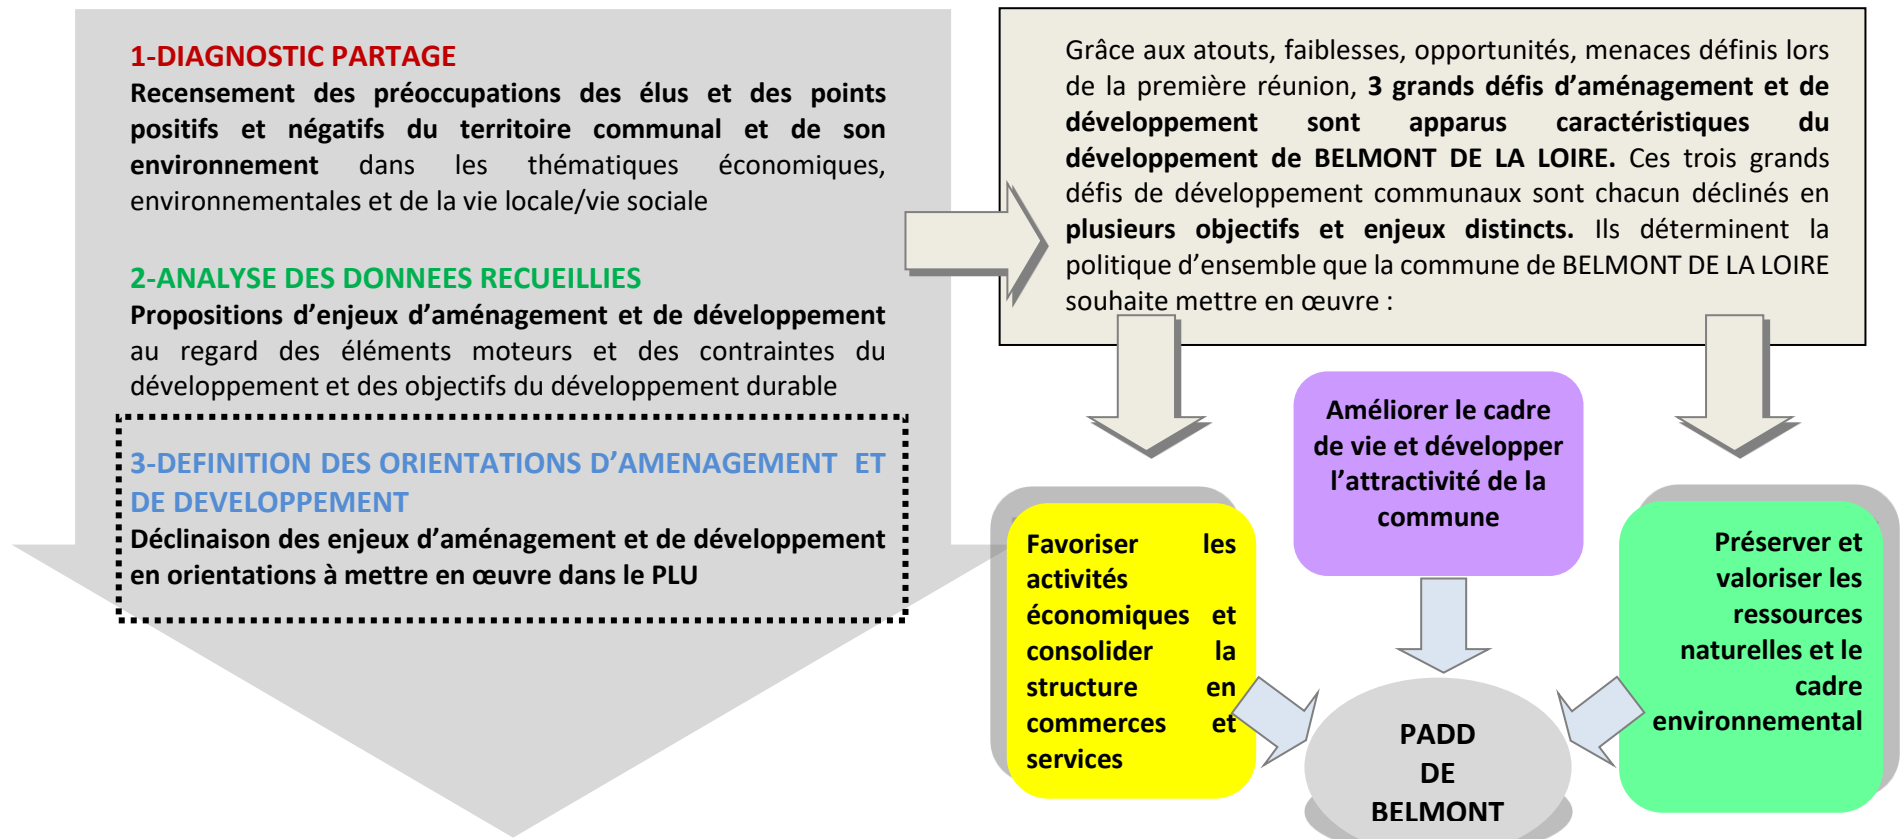 1-DIAGNOSTIC PARTAGE
Recensement des préoccupations des élus et des points
positifs et négatifs du territoire communal et de son
environnement dans les thématiques économiques,
environnementales et de la vie locale/vie sociale
2-ANALYSE DES DONNEES RECUEILLIES
Propositions d’enjeux d’aménagement et de développement
au regard des éléments moteurs et des contraintes du
développement et des objectifs du développement durable
3-DEFINITION DES ORIENTATIONS D’AMENAGEMENT ET
DE DEVELOPPEMENT
Déclinaison des enjeux d’aménagement et de développement
en orientations à mettre en œuvre dans le PLU
Grâce aux atouts, faiblesses, opportunités, menaces définis lors
de la première réunion, 3 grands défis d’aménagement et de
développement sont apparus caractéristiques du
développement de BELMONT DE LA LOIRE. Ces trois grands
défis de développement communaux sont chacun déclinés en
plusieurs objectifs et enjeux distincts. Ils déterminent la
politique d’ensemble que la commune de BELMONT DE LA LOIRE
souhaite mettre en œuvre :
Favoriser les
activités
économiques et
consolider la
structure en
commerces et
services
Améliorer le cadre
de vie et développer
l’attractivité de la
commune
Préserver et
valoriser les
ressources
naturelles et le
cadre
environnemental
PADD
DE
BELMONT